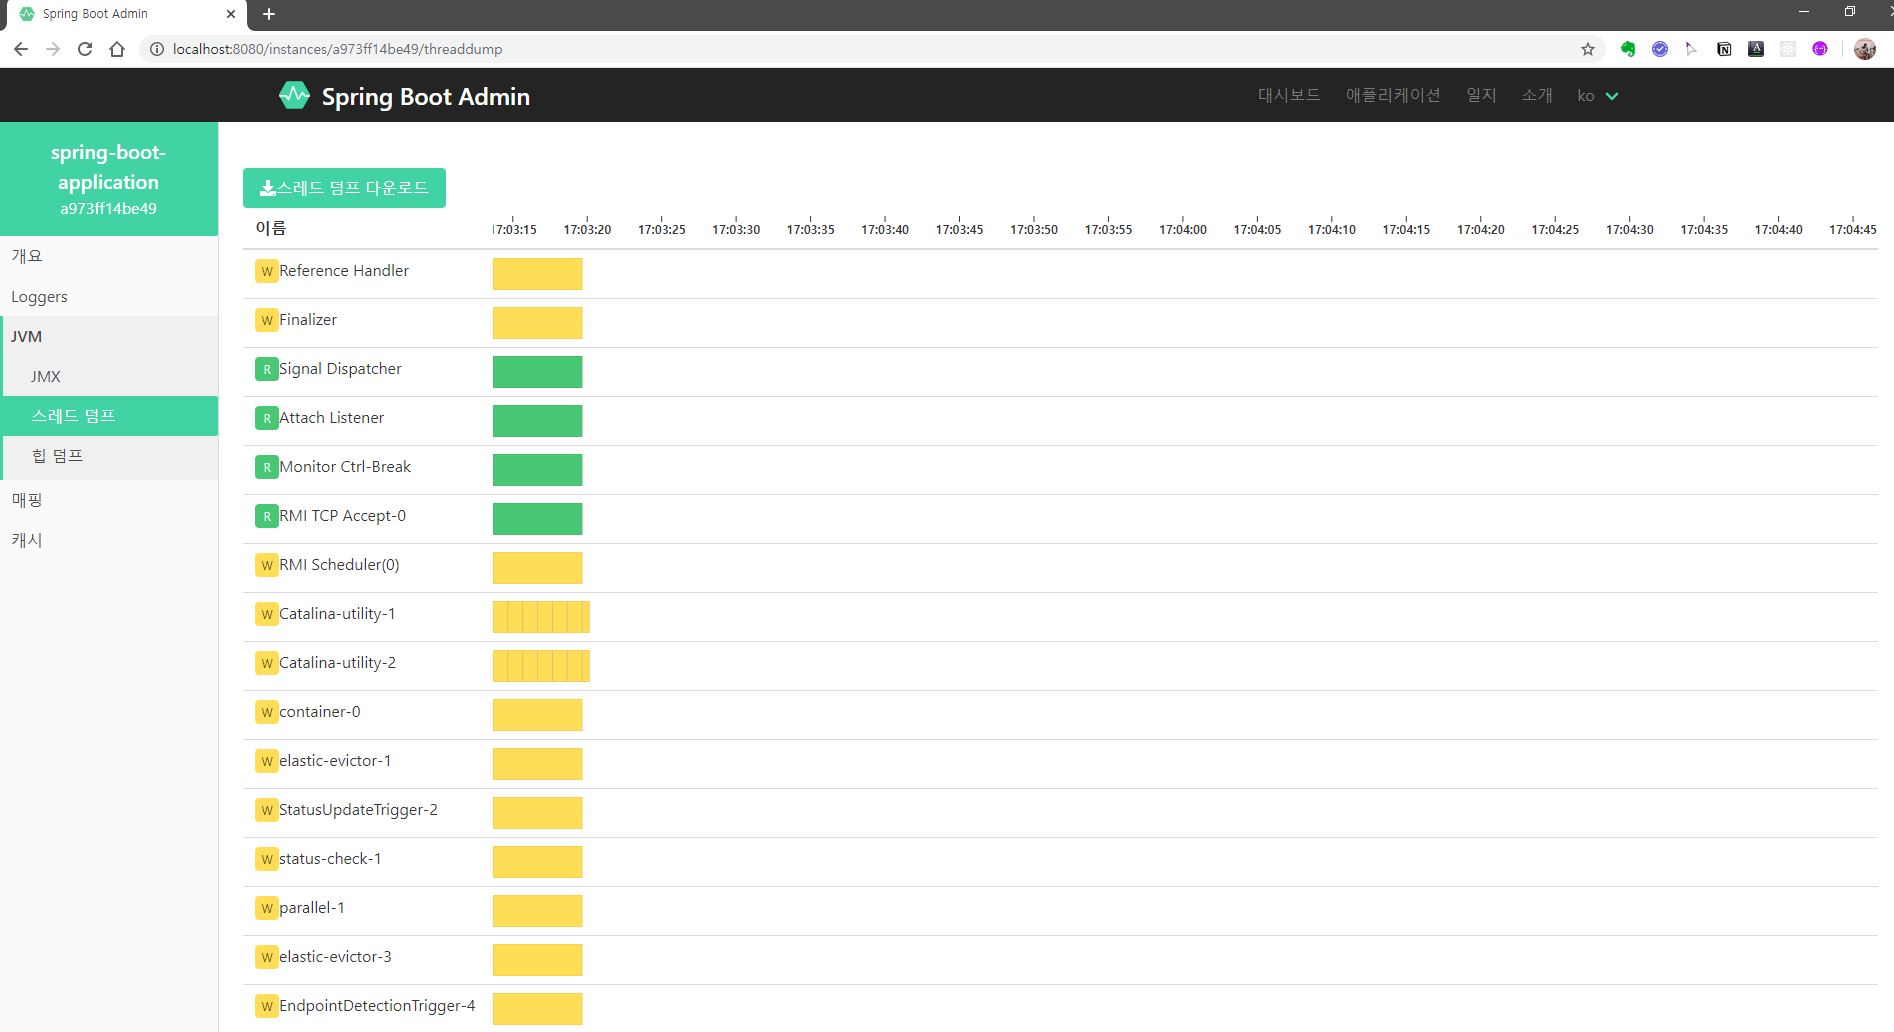 Spring Boot Admin
localhost:8080/instances/a973ff14be49/threaddump
Spring Boot Admin
대시보드 애플리케이션 일지 소개 ko
spring-boot-
application
a973ff14be49
개요
Loggers
JVM
JMX
스레드 덤프
힙 덤프
매핑
캐시
스레드 덤프 다운로드
이름 17:03:15 17:03:20 17:03:25 17:03:30 17:03:35 17:03:40 17:03:45 17:03:50 17:03:55 17:04:00 17:04:05 17:04:10 17:04:15 17:04:20 17:04:25 17:04:30 17:04:35 17:04:40 17:04:45
W Reference Handler
W Finalizer
R Signal Dispatcher
R Attach Listener
R Monitor Ctrl-Break
R RMI TCP Accept-0
W RMI Scheduler(0)
W Catalina-utility-1
W Catalina-utility-2
W container-0
W elastic-evictor-1
W StatusUpdateTrigger-2
W status-check-1
W parallel-1
W elastic-evictor-3
W EndpointDetectionTrigger-4